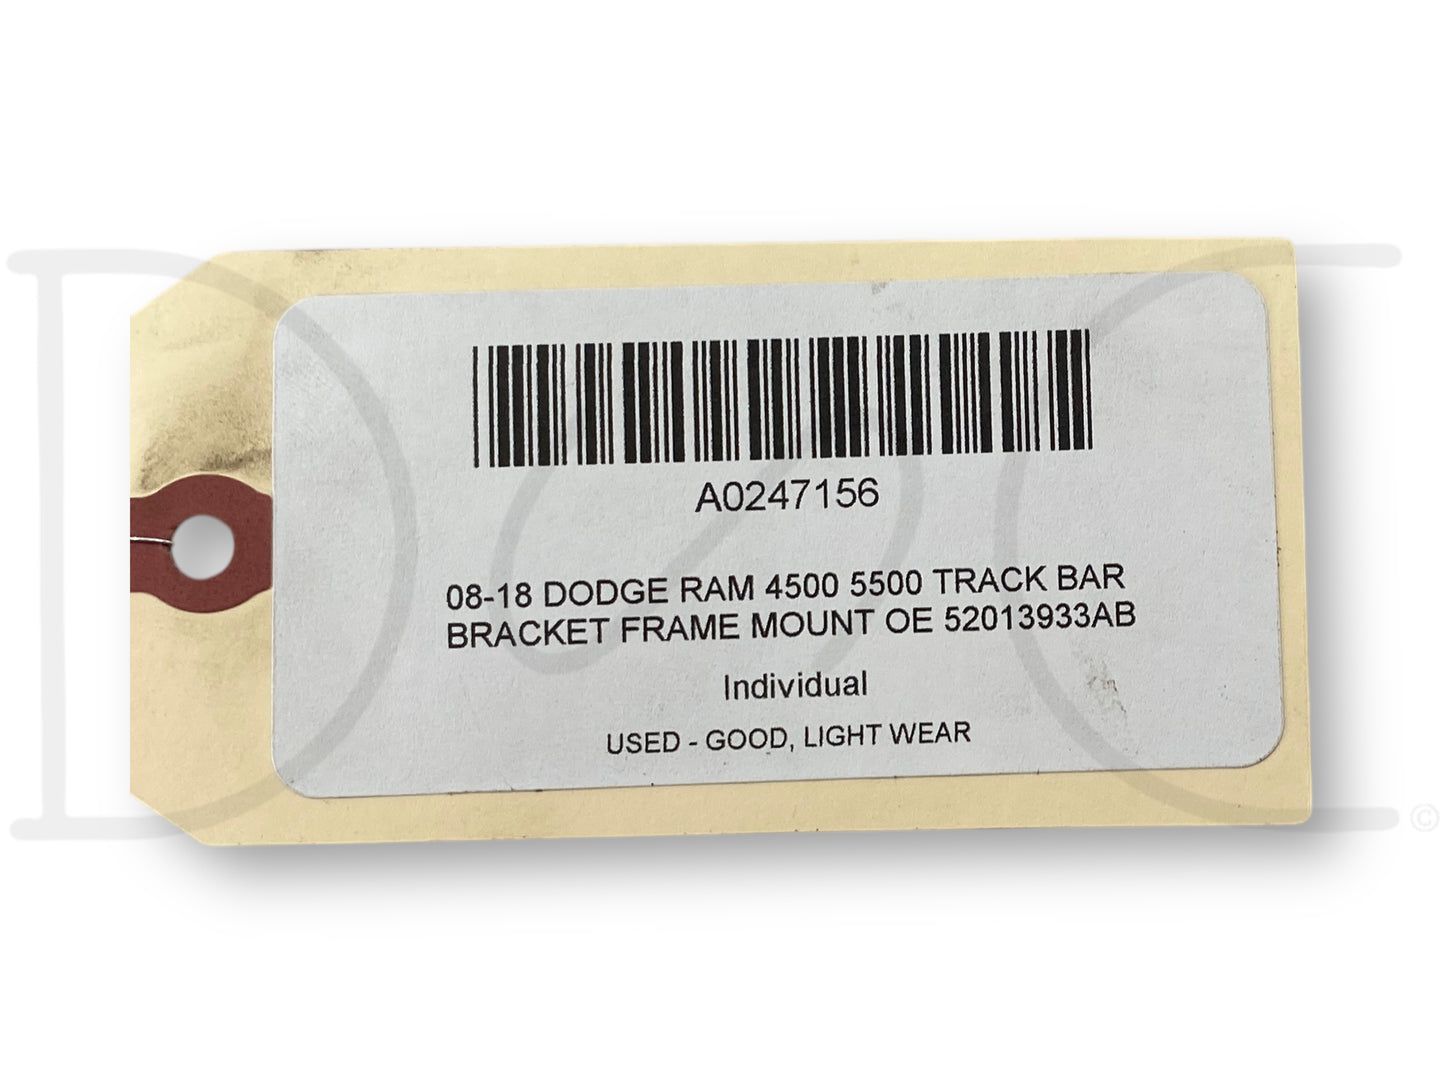 A0247156
08-18 DODGE RAM 4500 5500 TRACK BAR
BRACKET FRAME MOUNT OE 52013933AB
Individual
USED - GOOD, LIGHT WEAR
©